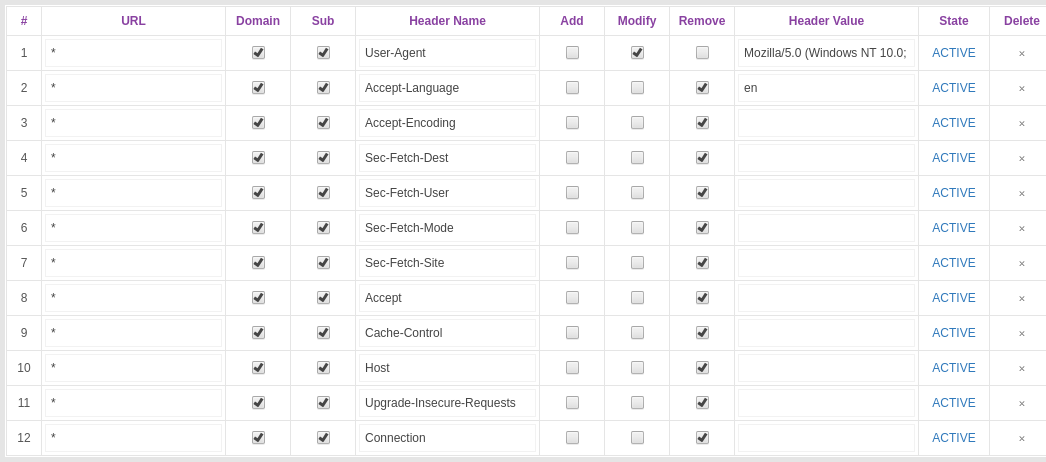 # URL Domain Sub Header Name Add Modify Remove Header Value State Delete
1 * User-Agent Mozilla/5.0 (Windows NT 10.0; ACTIVE ×
2 * Accept-Language en ACTIVE ×
3 * Accept-Encoding ACTIVE ×
4 * Sec-Fetch-Dest ACTIVE ×
5 * Sec-Fetch-User ACTIVE ×
6 * Sec-Fetch-Mode ACTIVE ×
7 * Sec-Fetch-Site ACTIVE ×
8 * Accept ACTIVE ×
9 * Cache-Control ACTIVE ×
10 * Host ACTIVE ×
11 * Upgrade-Insecure-Requests ACTIVE ×
12 * Connection ACTIVE ×